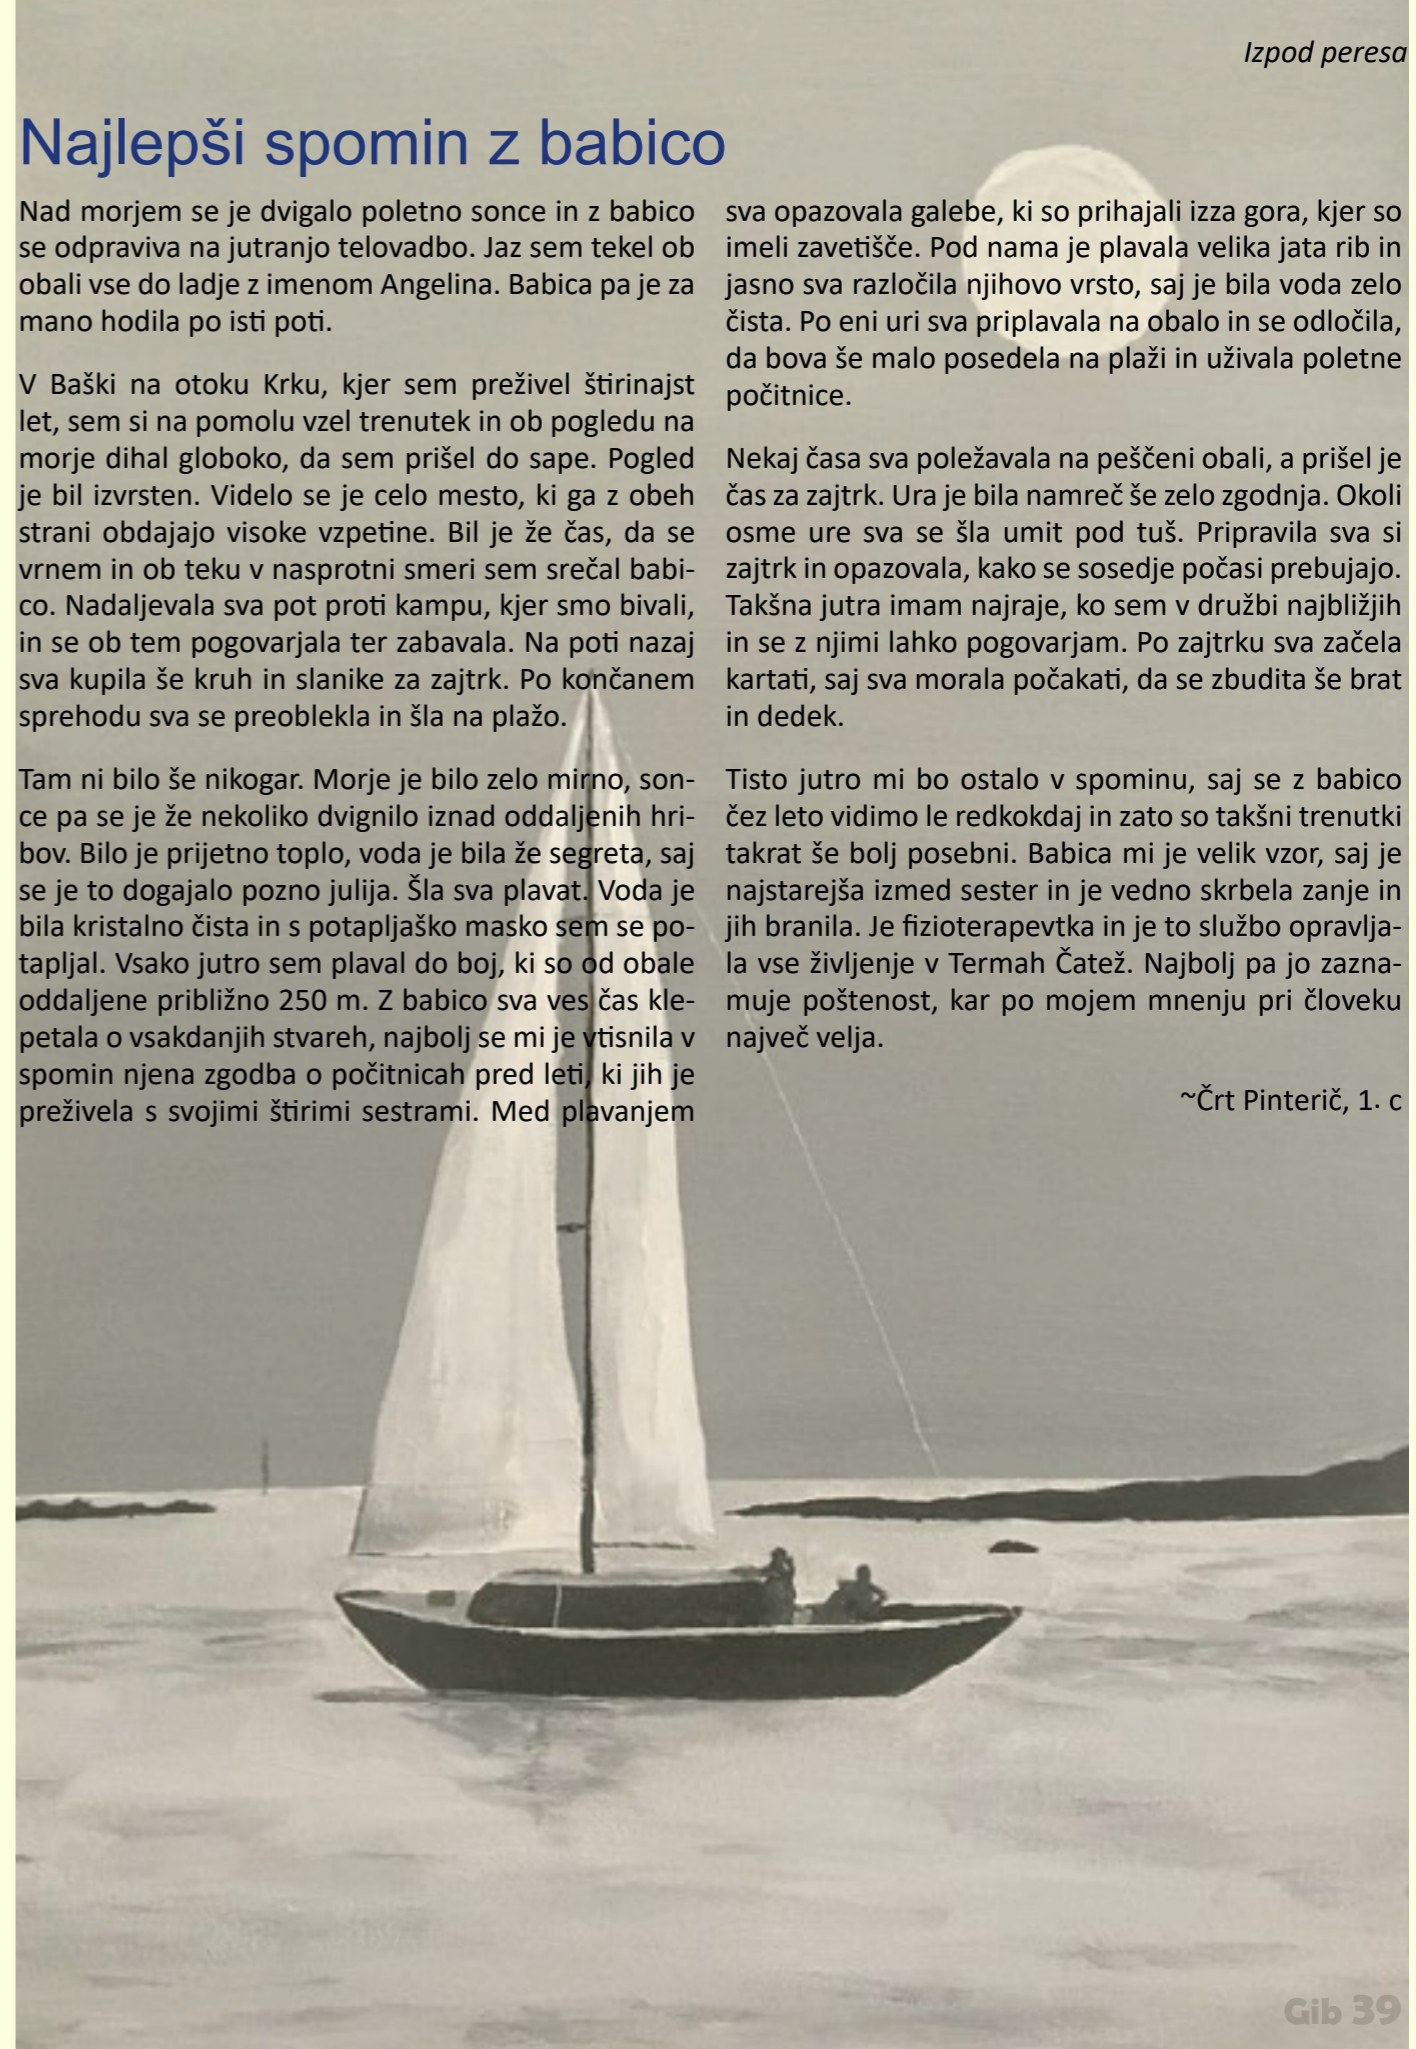 Izpod peresa
Najlepši spomin z babico
Nad morjem se je dvigalo poletno sonce in z babico
se odpraviva na jutranjo telovadbo. Jaz sem tekel ob
obali vse do ladje z imenom Angelina. Babica pa je za
mano hodila po isti poti.
V Baški na otoku Krku, kjer sem preživel štirinajst
let, sem si na pomolu vzel trenutek in ob pogledu na
morje dihal globoko, da sem prišel do sape. Pogled
je bil izvrsten. Videlo se je celo mesto, ki ga z obeh
strani obdajajo visoke vzpetine. Bil je že čas, da se
vrnem in ob teku v nasprotni smeri sem srečal babi-
co. Nadaljevala sva pot proti kampu, kjer smo bivali,
in se ob tem pogovarjala ter zabavala. Na poti nazaj
sva kupila še kruh in slanike za zajtrk. Po končanem
sprehodu sva se preoblekla in šla na plažo.
Tam ni bilo še nikogar. Morje je bilo zelo mirno, son-
ce pa se je že nekoliko dvignilo iznad oddaljenih hri-
bov. Bilo je prijetno toplo, voda je bila že segreta, saj
se je to dogajalo pozno julija. Šla sva plavat. Voda je
bila kristalno čista in s potapljaško masko sem se po-
tapljal. Vsako jutro sem plaval do boj, ki so od obale
oddaljene približno 250 m. Z babico sva ves čas kle-
petala o vsakdanjih stvareh, najbolj se mi je vtisnila v
spomin njena zgodba o počitnicah pred leti, ki jih je
preživela s svojimi štirimi sestrami. Med plavanjem
sva opazovala galebe, ki so prihajali izza gora, kjer so
imeli zavetišče. Pod nama je plavala velika jata rib in
jasno sva razločila njihovo vrsto, saj je bila voda zelo
čista. Po eni uri sva priplavala na obalo in se odločila,
da bova še malo posedela na plaži in uživala poletne
počitnice.
Nekaj časa sva poležavala na peščeni obali, a prišel je
čas za zajtrk. Ura je bila namreč še zelo zgodnja. Okoli
osme ure sva se šla umit pod tuš. Pripravila sva si
zajtrk in opazovala, kako se sosedje počasi prebujajo.
Takšna jutra imam najraje, ko sem v družbi najbližjih
in se z njimi lahko pogovarjam. Po zajtrku sva začela
kartati, saj sva morala počakati, da se zbudita še brat
in dedek.
Tisto jutro mi bo ostalo v spominu, saj se z babico
čez leto vidimo le redkokdaj in zato so takšni trenutki
takrat še bolj posebni. Babica mi je velik vzor, saj je
najstarejša izmed sester in je vedno skrbela zanje in
jih branila. Je fizioterapevtka in je to službo opravlja-
la vse življenje v Termah Čatež. Najbolj pa jo zazna-
muje poštenost, kar po mojem mnenju pri človeku
največ velja.
~Črt Pinterič, 1. c
Gib 39